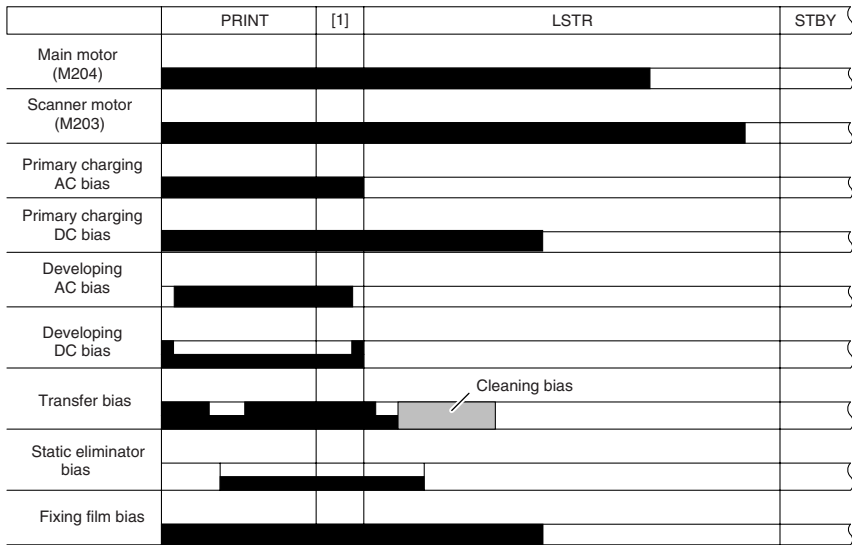 PRINT [1] LSTR STBY
Main motor
(M204)
Scanner motor
(M203)
Primary charging
AC bias
Primary charging
DC bias
Developing
AC bias
Developing
DC bias
Cleaning bias
Transfer bias
Static eliminator
bias
Fixing film bias